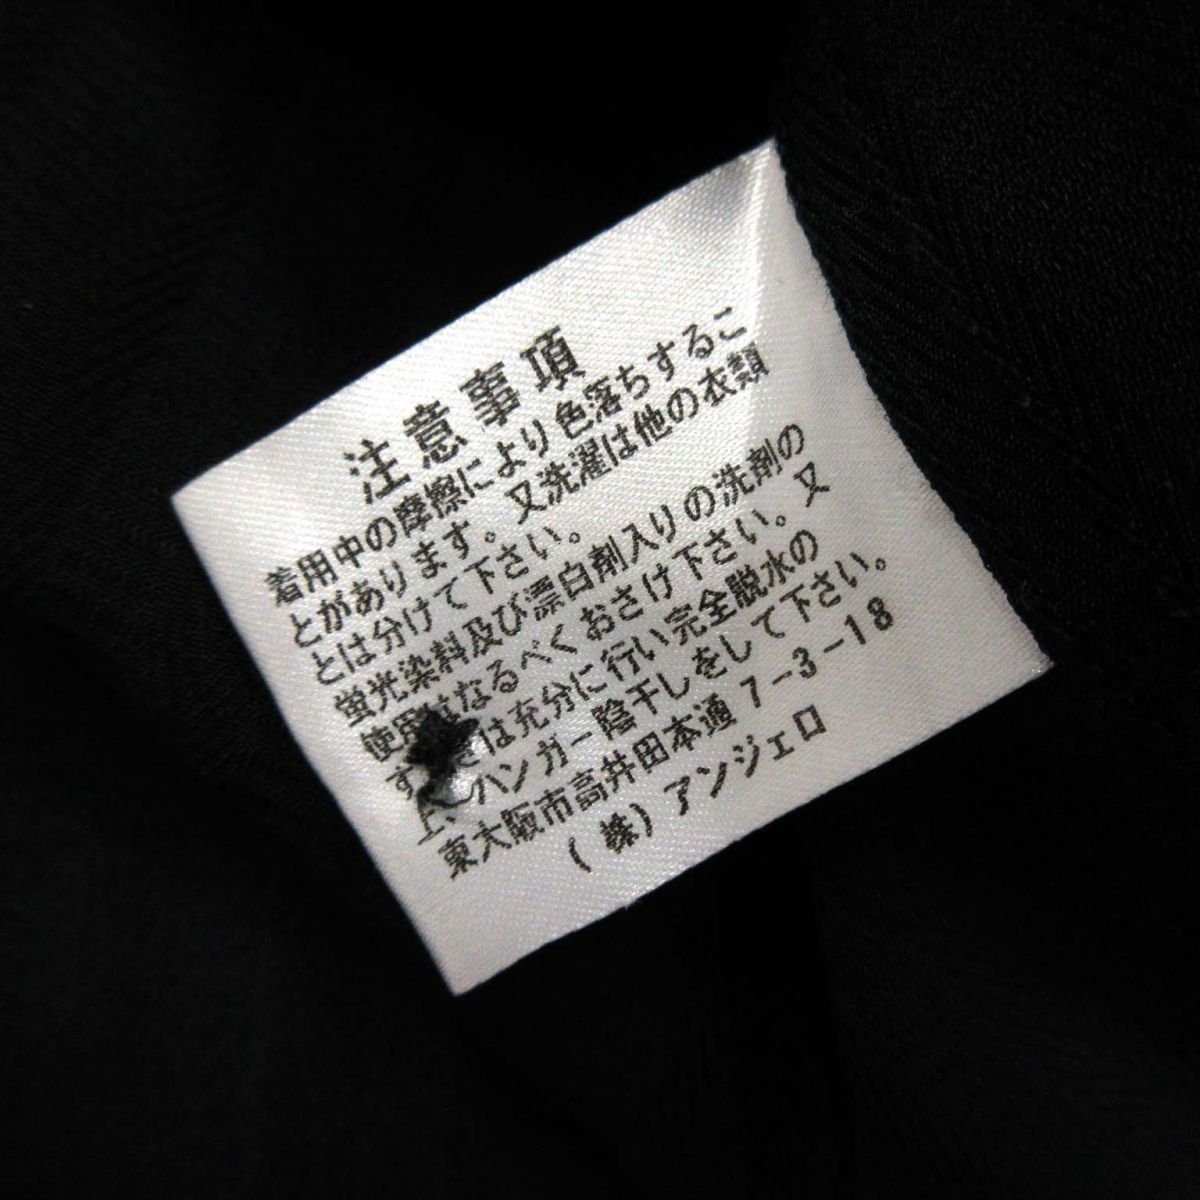 注意事項
着用中の摩擦により色落ちするこ
とがあります。又洗濯は他の衣類
とは分けて下さい。
蛍光染料及び漂白剤入りの洗剤の
使用はなるべくおさけ下さい。又
すすぎは充分に行い完全脱水の
上、ハンガー陰干しをして下さい。
東大阪市高井田本通7-3-18
(株)アンジェロ